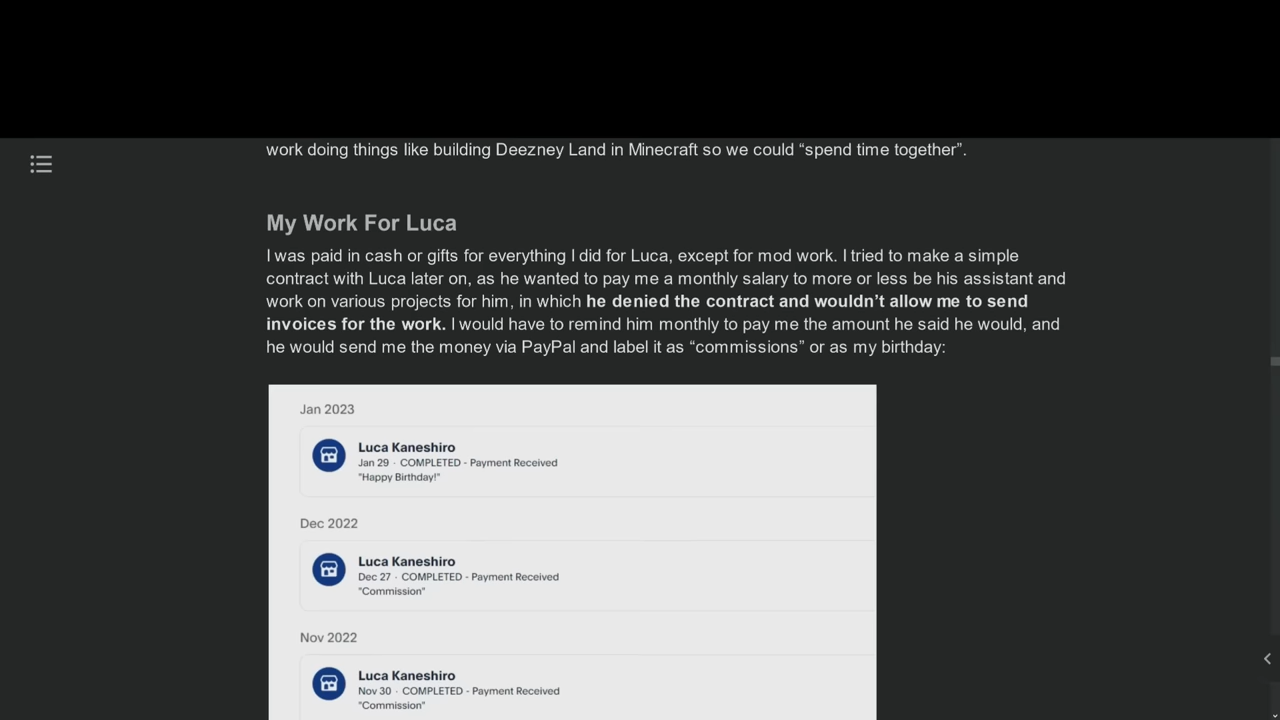 work doing things like building Deezney Land in Minecraft so we could “spend time together”.
My Work For Luca
I was paid in cash or gifts for everything I did for Luca, except for mod work. I tried to make a simple
contract with Luca later on, as he wanted to pay me a monthly salary to more or less be his assistant and
work on various projects for him, in which he denied the contract and wouldn’t allow me to send
invoices for the work. I would have to remind him monthly to pay me the amount he said he would, and
he would send me the money via PayPal and label it as “commissions” or as my birthday:
Jan 2023
Luca Kaneshiro
Jan 29 · COMPLETED - Payment Received
"Happy Birthday!"
Dec 2022
Luca Kaneshiro
Dec 27 · COMPLETED - Payment Received
"Commission"
Nov 2022
Luca Kaneshiro
Nov 30 · COMPLETED - Payment Received
"Commission"